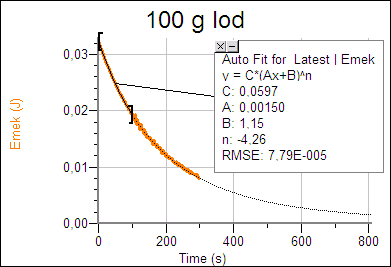 100 g lod
Emek (J)
0,03
0,02
0,01
0,00
0
200
400
600
800
Time (s)
Auto Fit for Latest | Emek
y = C*(Ax+B)^n
C: 0.0597
A: 0.00150
B: 1.15
n: -4.26
RMSE: 7.79E-005